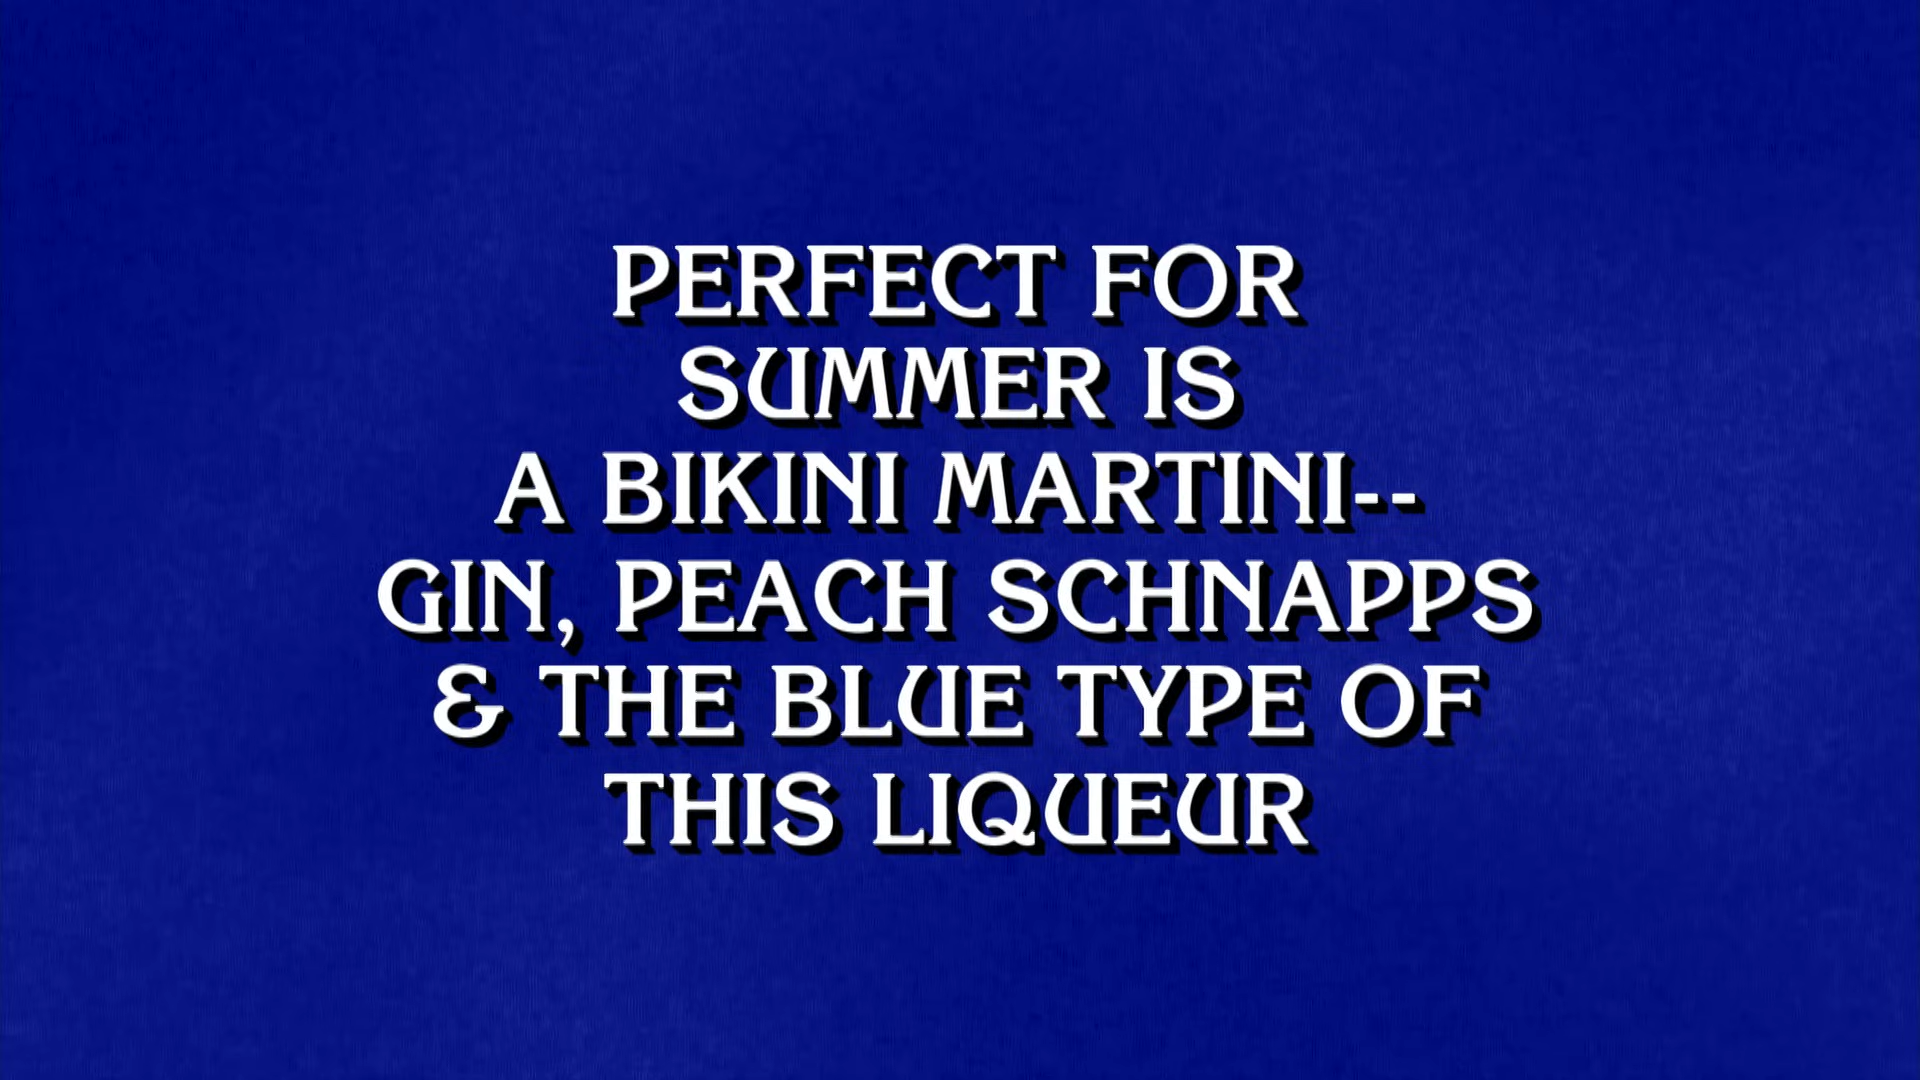 PERFECT FOR
SUMMER IS
A BIKINI MARTINI--
GIN, PEACH SCHNAPPS
& THE BLUE TYPE OF
THIS LIQUEUR